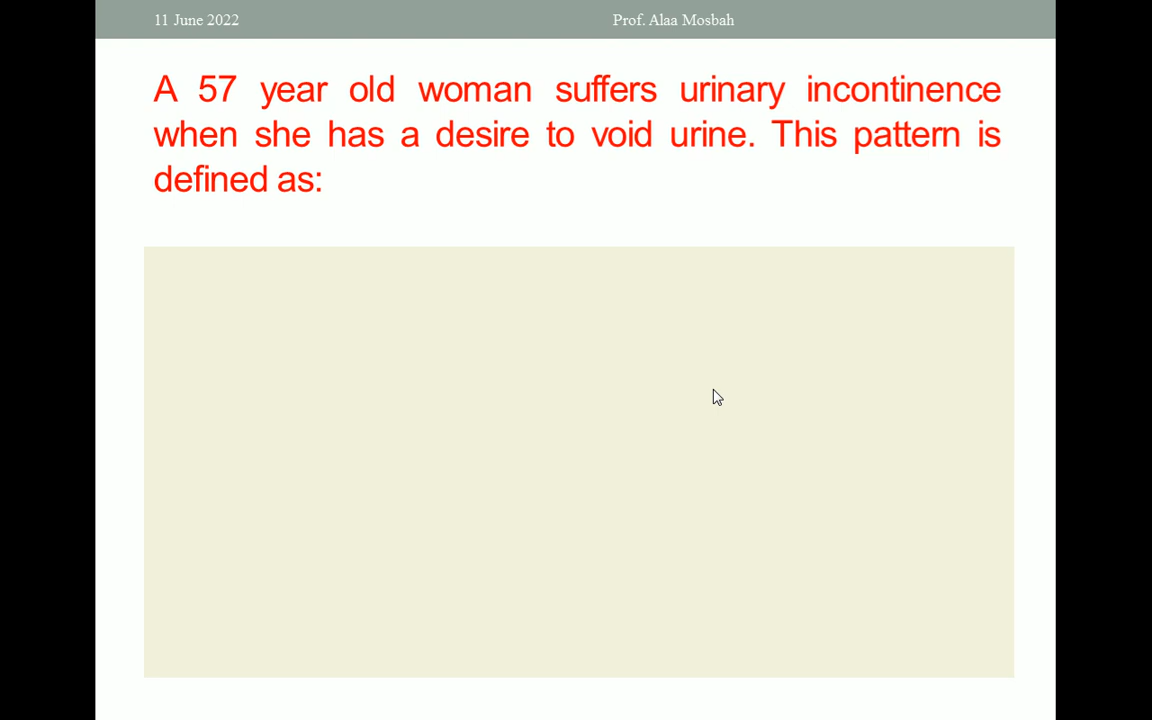 11 June 2022
Prof. Alaa Mosbah
A 57 year old woman suffers urinary incontinence
when she has a desire to void urine. This pattern is
defined as: